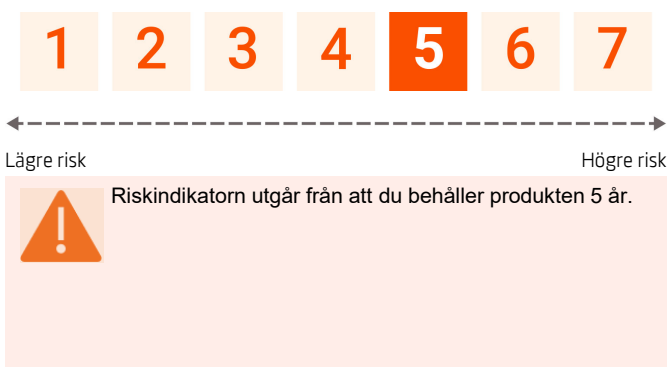 1 2 3 4 5 6 7
Lägre risk Högre risk
Riskindikatorn utgår från att du behåller produkten 5 år.